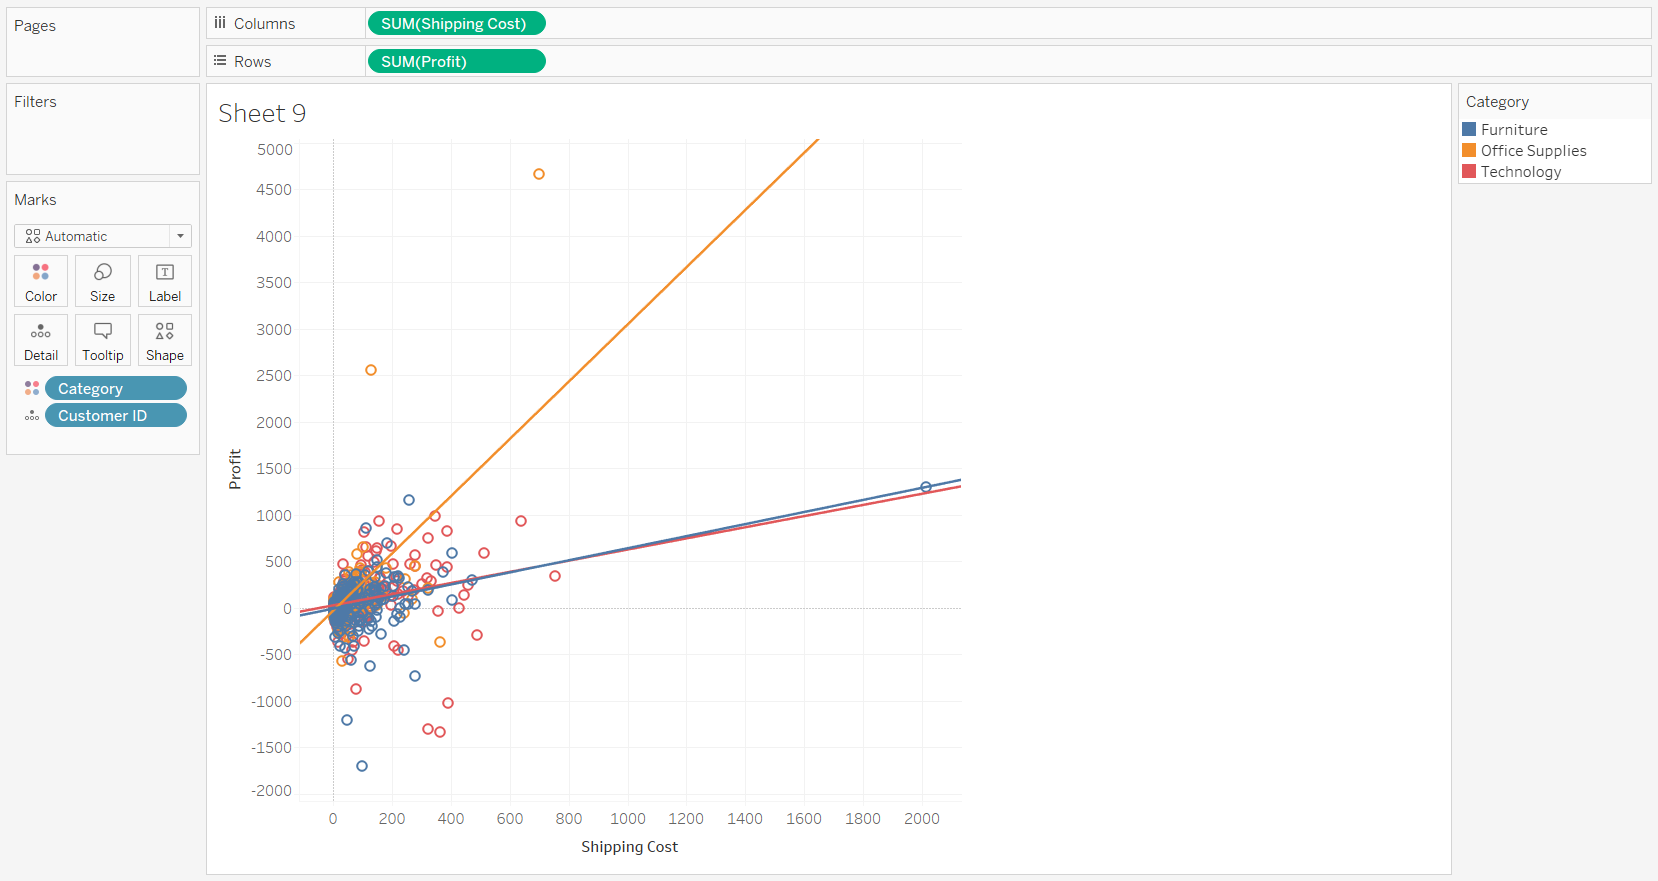 Pages
Columns SUM(Shipping Cost)
Rows SUM(Profit)
Filters
Marks
Automatic
Color Size Label
Detail Tooltip Shape
Category
Customer ID
Sheet 9
5000
4500
4000
3500
3000
2500
2000
1500
1000
500
0
-500
-1000
-1500
-2000
Profit
0 200 400 600 800 1000 1200 1400 1600 1800 2000
Shipping Cost
Category
Furniture
Office Supplies
Technology